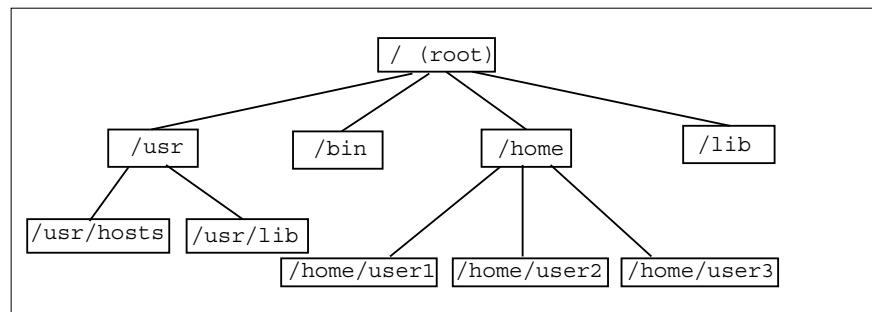 / (root)
/usr
/bin
/home
/lib
/usr/hosts
/usr/lib
/home/user1
/home/user2
/home/user3